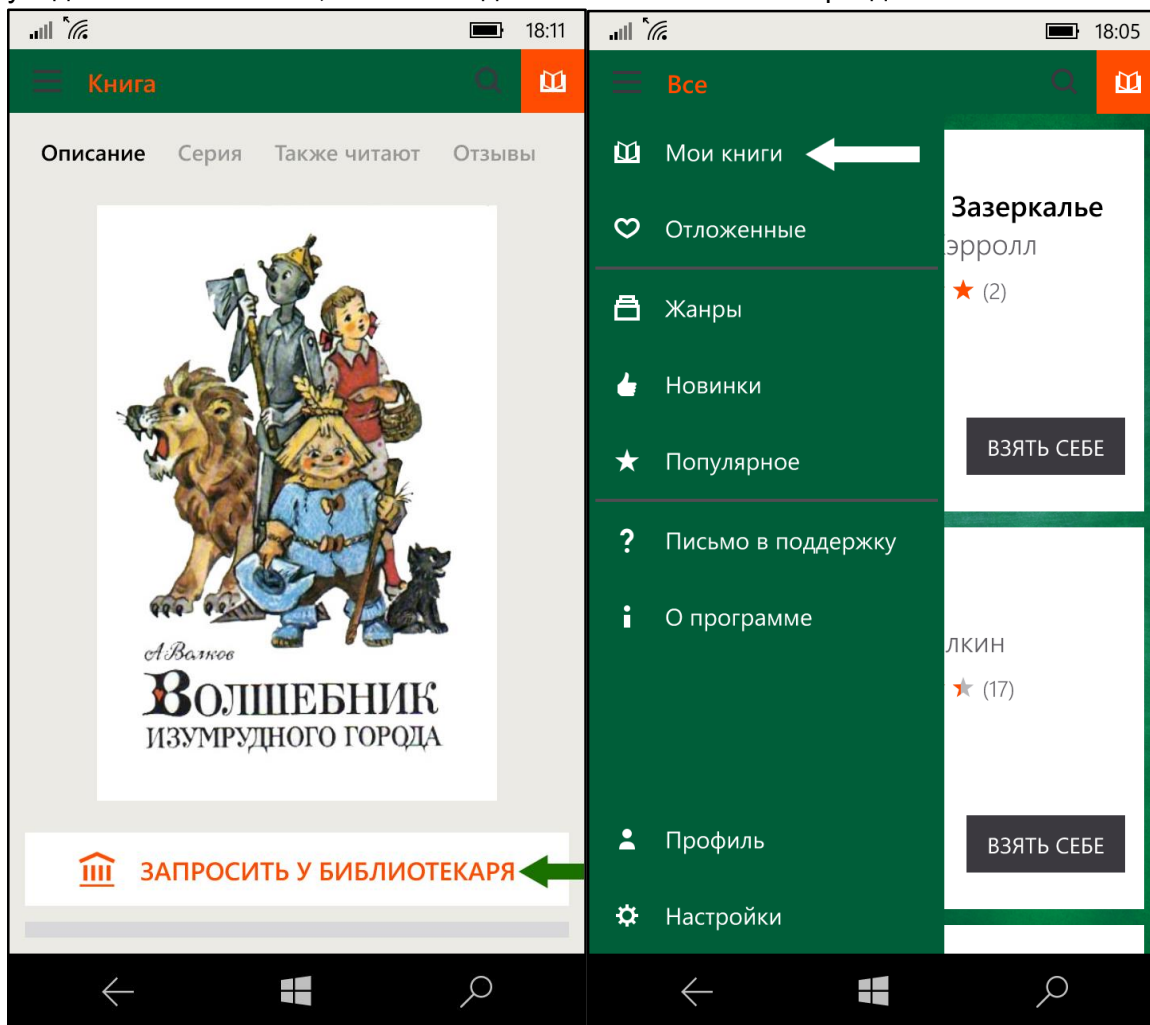 18:11
Книга
Описание Серия Также читают Отзывы
А Волков
ВОЛШЕБНИК
ИЗУМРУДНОГО ГОРОДА
ЗАПРОСИТЬ У БИБЛИОТЕКАРЯ
18:05
Все
Мои книги
Отложенные
Жанры
Новинки
Популярное
Письмо в поддержку
О программе
Профиль
Настройки
Зазеркалье
эрролл
(2)
ВЗЯТЬ СЕБЕ
лкин
(17)
ВЗЯТЬ СЕБЕ